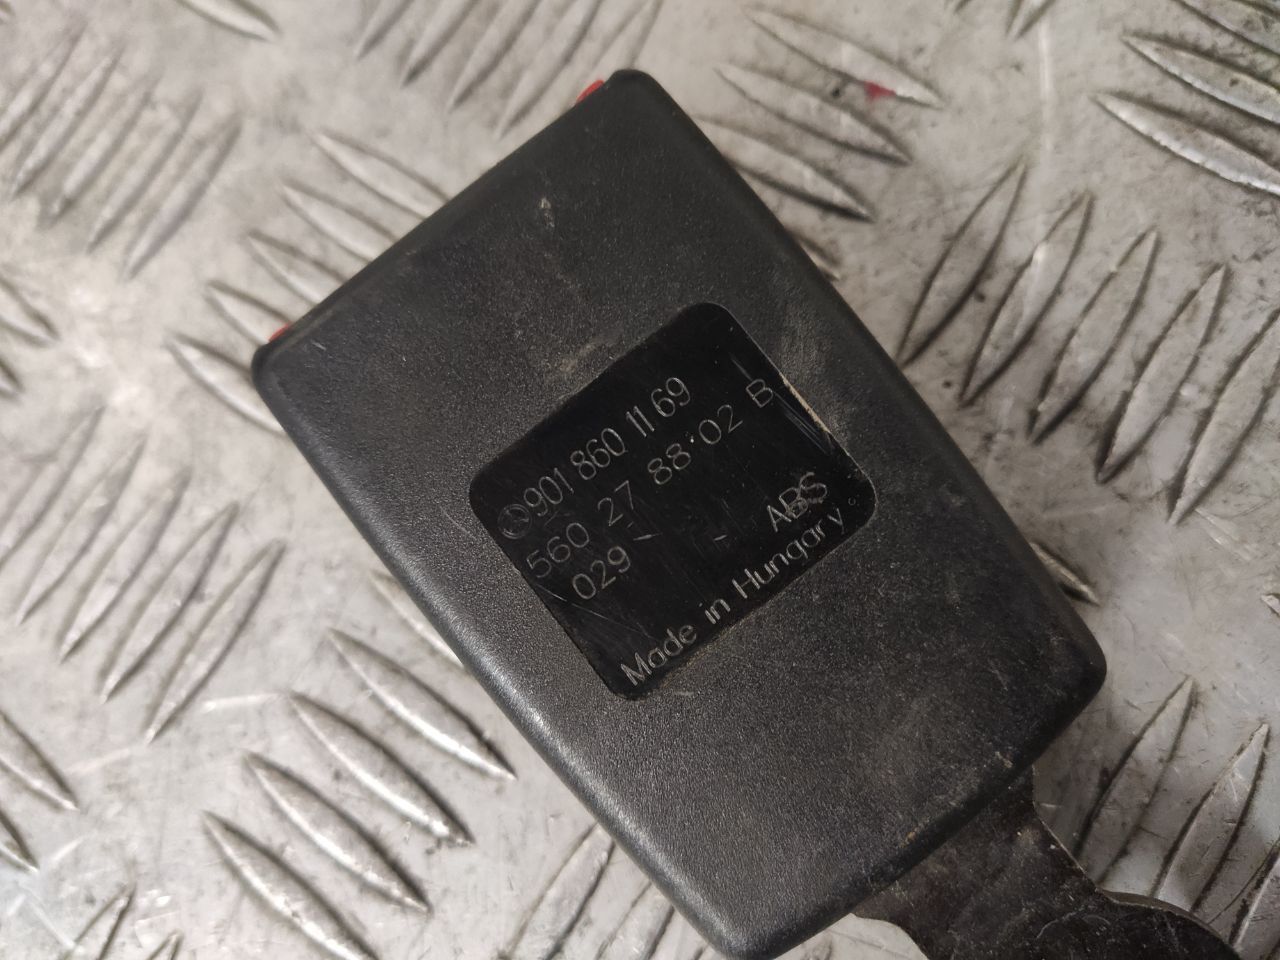 901 860 11 69
560 27 88.02 B
029 - - ABS
Made in Hungary